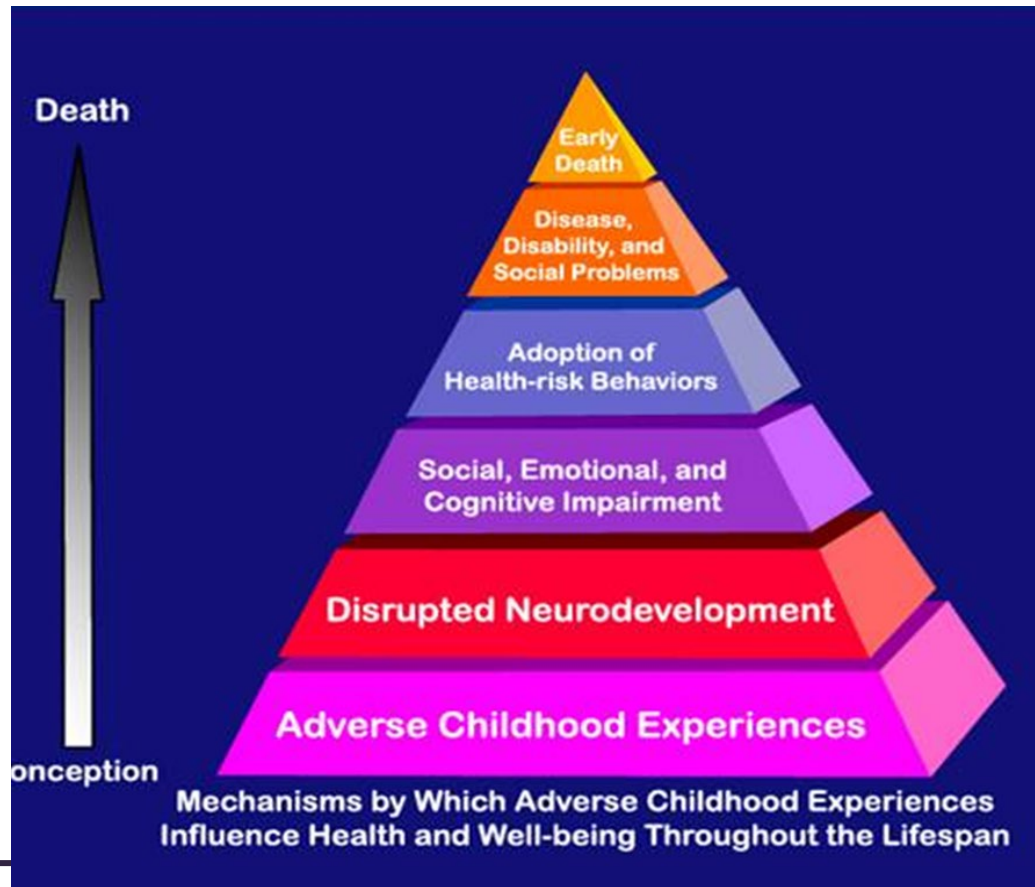 Death
Early
Death
Disease,
Disability, and
Social Problems
Adoption of
Health-risk Behaviors
Social, Emotional, and
Cognitive Impairment
Disrupted Neurodevelopment
Adverse Childhood Experiences
onception
Mechanisms by Which Adverse Childhood Experiences
Influence Health and Well-being Throughout the Lifespan